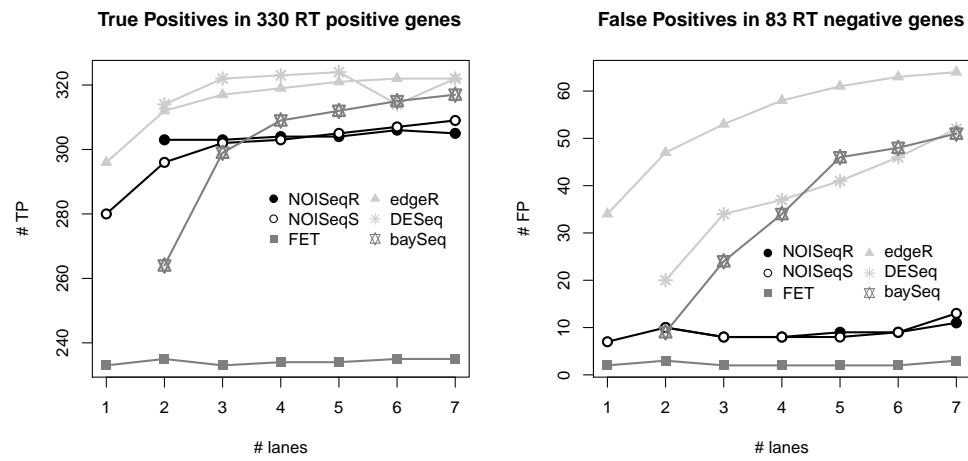 True Positives in 330 RT positive genes
# TP
320
300
280
260
240
NOISeqR
NOISeqS
FET
edgeR
DESeq
baySeq
1 2 3 4 5 6 7
# lanes
False Positives in 83 RT negative genes
# FP
60
50
40
30
20
10
0
NOISeqR
NOISeqS
FET
edgeR
DESeq
baySeq
1 2 3 4 5 6 7
# lanes